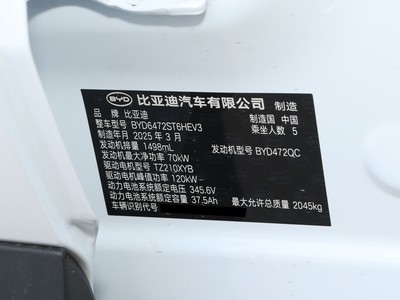 BYD 比亚迪汽车有限公司 制造
品牌 比亚迪 制造国 中国
整车型号 BYD6472ST6HEV3 乘坐人数 5
制造年月 2025 年 3 月
发动机排量 1498mL 发动机型号 BYD472QC
发动机最大净功率 70kW
驱动电机型号 TZ210XYB
驱动电机峰值功率 120kW
动力电池系统额定电压 345.6V
动力电池系统额定容量 37.5Ah 最大允许总质量 2045kg
车辆识别代号